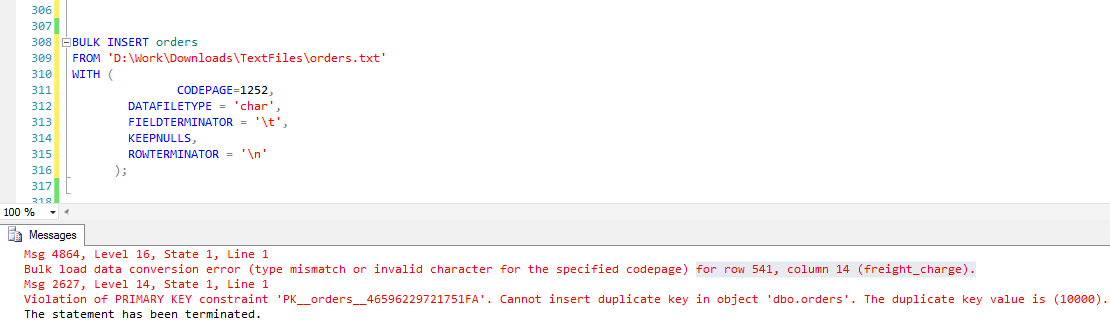 306
307
308 BULK INSERT orders
309 FROM 'D:\Work\Downloads\TextFiles\orders.txt'
310 WITH (
311 CODEPAGE=1252,
312 DATAFILETYPE = 'char',
313 FIELDTERMINATOR = '\t',
314 KEEPNULLS,
315 ROWTERMINATOR = '\n'
316 );
317
318
100 %
Messages
Msg 4864, Level 16, State 1, Line 1
Bulk load data conversion error (type mismatch or invalid character for the specified codepage) for row 541, column 14 (freight_charge).
Msg 2627, Level 14, State 1, Line 1
Violation of PRIMARY KEY constraint 'PK__orders__46596229721751FA'. Cannot insert duplicate key in object 'dbo.orders'. The duplicate key value is (10000).
The statement has been terminated.